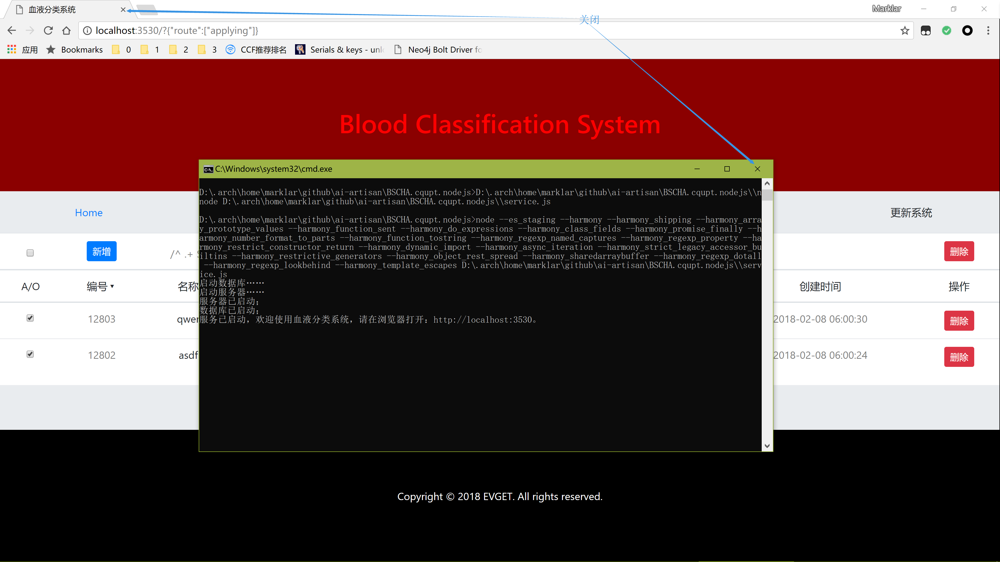 血液分类系统
Marklar
关闭
localhost:3530/?{"route":["applying"]}
应用 Bookmarks 0 1 2 3 CCF推荐排名 Serials & keys - unlo Neo4j Bolt Driver fo
Blood Classification System
C:\Windows\system32\cmd.exe
D:\.arch\home\marklar\github\ai-artisan\BSCHA.cqupt.nodejs>D:\.arch\home\marklar\github\ai-artisan\BSCHA.cqupt.nodejs\\n
node D:\.arch\home\marklar\github\ai-artisan\BSCHA.cqupt.nodejs\\service.js
D:\.arch\home\marklar\github\ai-artisan\BSCHA.cqupt.nodejs>node --es_staging --harmony --harmony_shipping --harmony_arra
y_prototype_values --harmony_function_sent --harmony_do_expressions --harmony_class_fields --harmony_promise_finally --h
armony_number_format_to_parts --harmony_function_tostring --harmony_regexp_named_captures --harmony_regexp_property --ha
rmony_restrict_constructor_return --harmony_dynamic_import --harmony_async_iteration --harmony_strict_legacy_accessor_bu
iltins --harmony_restrictive_generators --harmony_object_rest_spread --harmony_sharedarraybuffer --harmony_regexp_dotall
--harmony_regexp_lookbehind --harmony_template_escapes D:\.arch\home\marklar\github\ai-artisan\BSCHA.cqupt.nodejs\\serv
ice.js
启动数据库……
启动服务器……
服务器已启动;
数据库已启动;
服务已启动，欢迎使用血液分类系统，请在浏览器打开：http://localhost:3530。
Home 更新系统
新增 /^ .+ 删除
A/O 编号▼ 名称 创建时间 操作
12803 qwer 2018-02-08 06:00:30 删除
12802 asdf 2018-02-08 06:00:24 删除
Copyright © 2018 EVGET. All rights reserved.